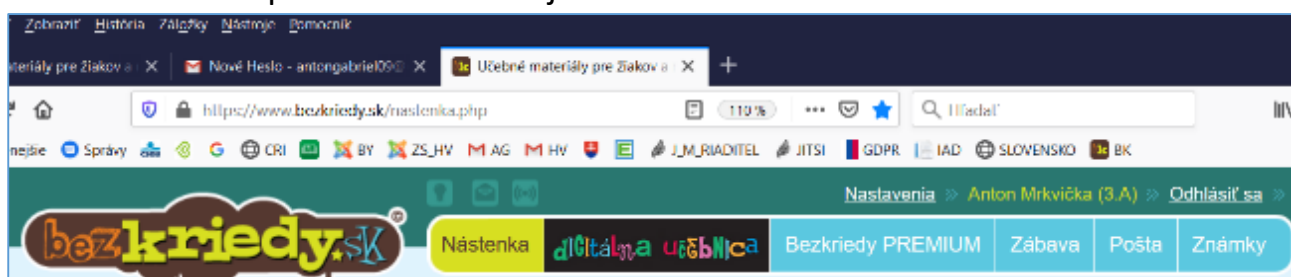 Zobraziť História Záložky Nástroje Pomocník
ateriály pre žiakov a Nové Heslo - antongabriel09 Učebné materiály pre žiakov a
https://www.bezkriedy.sk/nastenka.php 110 % Hľadať
nejšie Správy CRI BY ZS_HV AG HV J_M_RIADITEL JITSI GDPR IAD SLOVENSKO BK
Nastavenia » Anton Mrkvička (3.A) » Odhlásiť sa »
bezkriedy.sk Nástenka digitálna učebnica Bezkriedy PREMIUM Zábava Pošta Známky